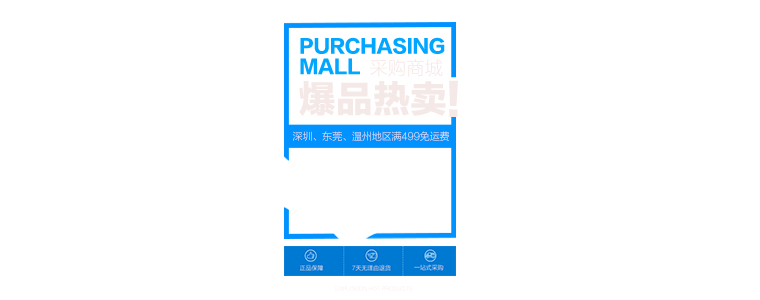 PURCHASING
MALL 采购商城
爆品热卖!
深圳、东莞、温州地区满499免运费
正品保障 7天无理由退货 一站式采购